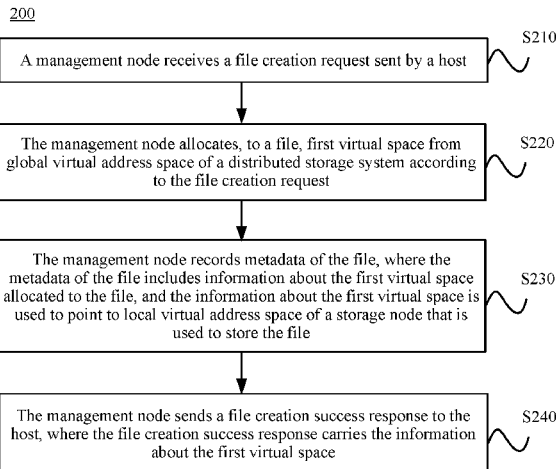 200
A management node receives a file creation request sent by a host
S210
The management node allocates, to a file, first virtual space from
global virtual address space of a distributed storage system according
to the file creation request
S220
The management node records metadata of the file, where the
metadata of the file includes information about the first virtual space
allocated to the file, and the information about the first virtual space is
used to point to local virtual address space of a storage node that is
used to store the file
S230
The management node sends a file creation success response to the
host, where the file creation success response carries the information
about the first virtual space
S240